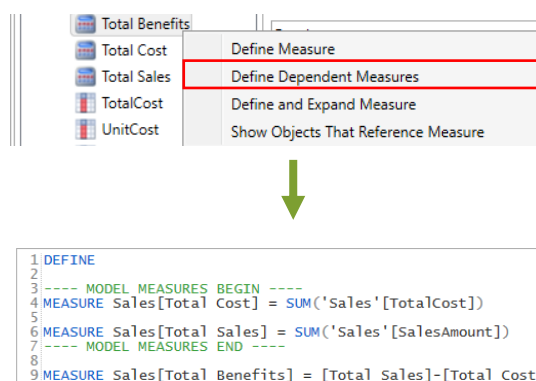 Total Benefits
Total Cost
Define Measure
Total Sales
Define Dependent Measures
TotalCost
Define and Expand Measure
UnitCost
Show Objects That Reference Measure
1 DEFINE
2
3 ---- MODEL MEASURES BEGIN ----
4 MEASURE Sales[Total Cost] = SUM('Sales'[TotalCost])
5
6 MEASURE Sales[Total Sales] = SUM('Sales'[SalesAmount])
7 ---- MODEL MEASURES END ----
8
9 MEASURE Sales[Total Benefits] = [Total Sales]-[Total Cost